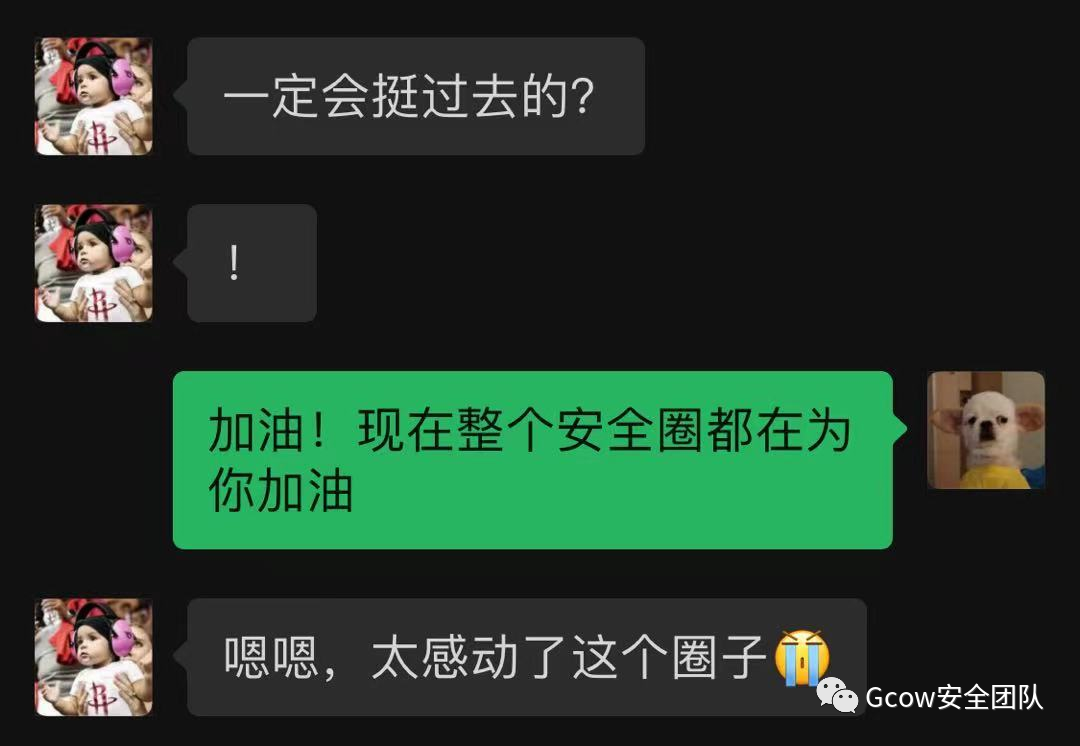 一定会挺过去的?
！
加油！现在整个安全圈都在为
你加油
嗯嗯，太感动了这个圈子😭
Gcow安全团队